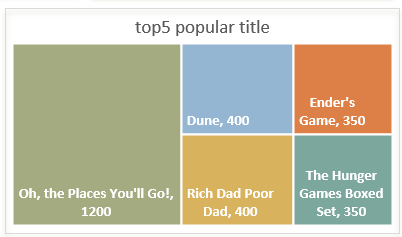 top5 popular title
Oh, the Places You'll Go!,
1200
Dune, 400
Rich Dad Poor
Dad, 400
Ender's
Game, 350
The Hunger
Games Boxed
Set, 350